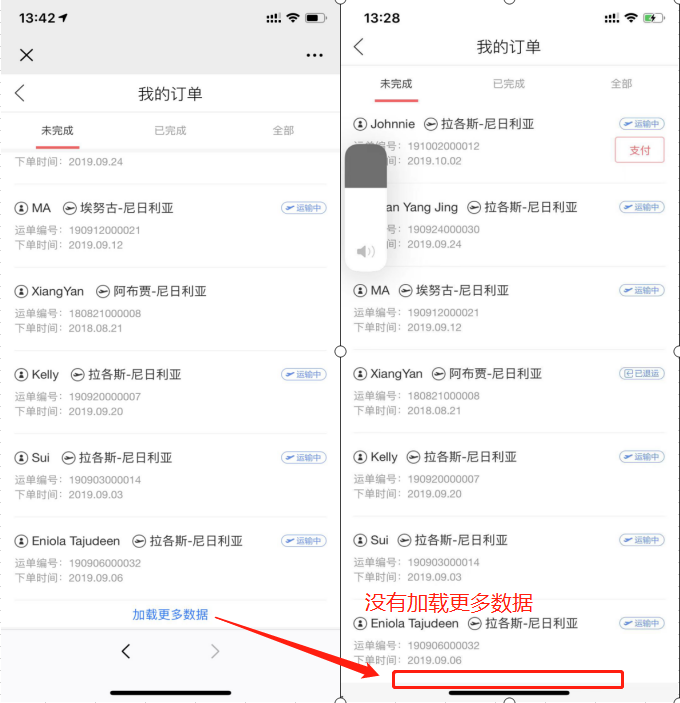 13:42
我的订单
未完成
已完成
全部
下单时间：2019.09.24
MA 埃努古-尼日利亚 运输中
运单编号：190912000021
下单时间：2019.09.12
XiangYan 阿布贾-尼日利亚
运单编号：180821000008
下单时间：2018.08.21
Kelly 拉各斯-尼日利亚 运输中
运单编号：190920000007
下单时间：2019.09.20
Sui 拉各斯-尼日利亚 运输中
运单编号：190903000014
下单时间：2019.09.03
Eniola Tajudeen 拉各斯-尼日利亚 运输中
运单编号：190906000032
下单时间：2019.09.06
加载更多数据
13:28
我的订单
未完成
已完成
全部
Johnnie 拉各斯-尼日利亚 运输中
编号：191002000012
间：2019.10.02
支付
an Yang Jing 拉各斯-尼日利亚 运输中
号：190924000030
间：2019.09.24
MA 埃努古-尼日利亚 运输中
运单编号：190912000021
下单时间：2019.09.12
XiangYan 阿布贾-尼日利亚 已退运
运单编号：180821000008
下单时间：2018.08.21
Kelly 拉各斯-尼日利亚 运输中
运单编号：190920000007
下单时间：2019.09.20
Sui 拉各斯-尼日利亚 运输中
运单编号：190903000014
下单时间：2019.09.03
没有加载更多数据
Eniola Tajudeen 拉各斯-尼日利亚 运输中
运单编号：190906000032
下单时间：2019.09.06